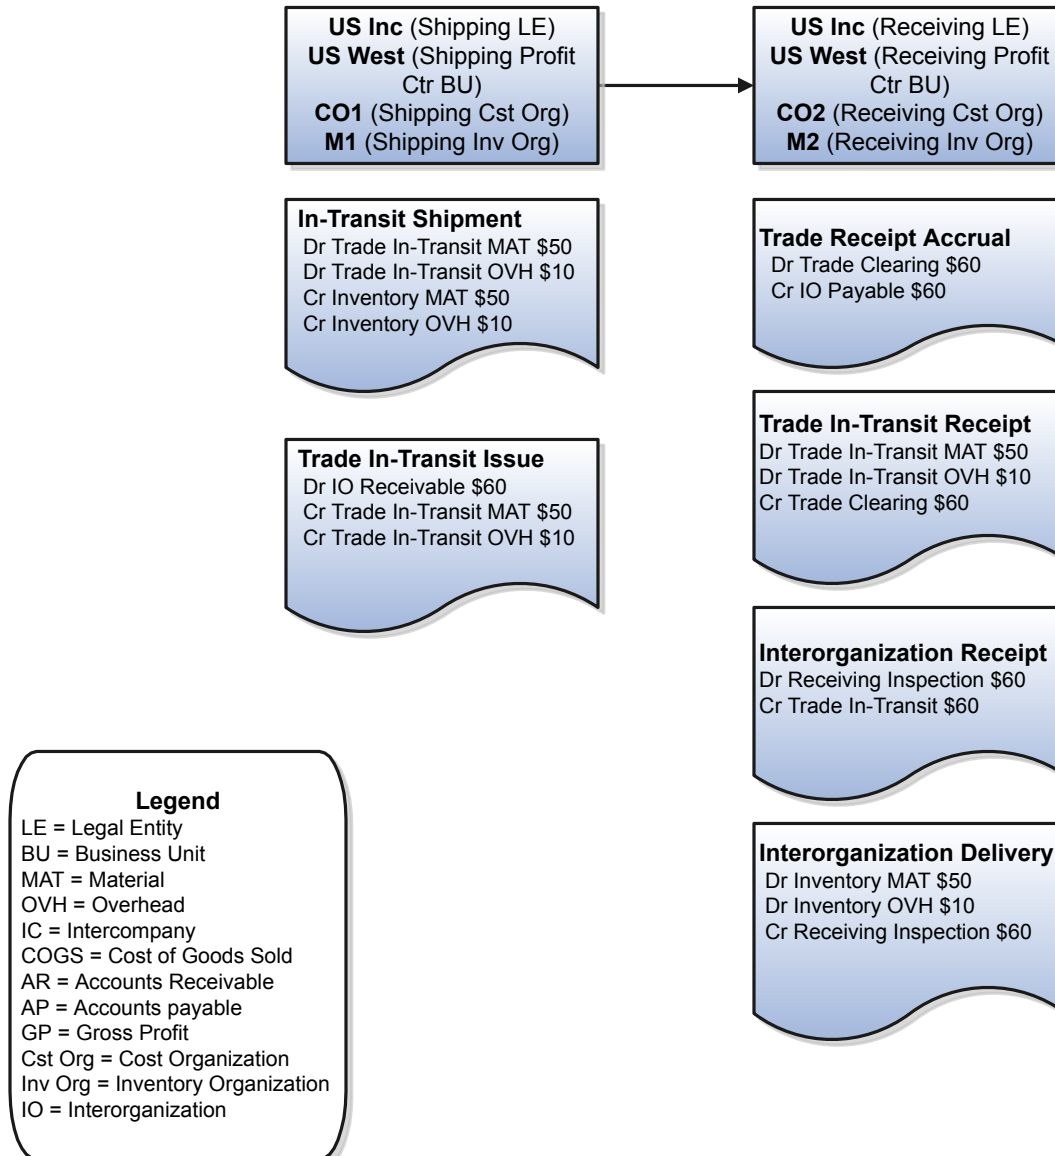 US Inc (Shipping LE)
US West (Shipping Profit
Ctr BU)
CO1 (Shipping Cst Org)
M1 (Shipping Inv Org)
US Inc (Receiving LE)
US West (Receiving Profit
Ctr BU)
CO2 (Receiving Cst Org)
M2 (Receiving Inv Org)
In-Transit Shipment
Dr Trade In-Transit MAT $50
Dr Trade In-Transit OVH $10
Cr Inventory MAT $50
Cr Inventory OVH $10
Trade In-Transit Issue
Dr IO Receivable $60
Cr Trade In-Transit MAT $50
Cr Trade In-Transit OVH $10
Trade Receipt Accrual
Dr Trade Clearing $60
Cr IO Payable $60
Trade In-Transit Receipt
Dr Trade In-Transit MAT $50
Dr Trade In-Transit OVH $10
Cr Trade Clearing $60
Interorganization Receipt
Dr Receiving Inspection $60
Cr Trade In-Transit $60
Interorganization Delivery
Dr Inventory MAT $50
Dr Inventory OVH $10
Cr Receiving Inspection $60
Legend
LE = Legal Entity
BU = Business Unit
MAT = Material
OVH = Overhead
IC = Intercompany
COGS = Cost of Goods Sold
AR = Accounts Receivable
AP = Accounts payable
GP = Gross Profit
Cst Org = Cost Organization
Inv Org = Inventory Organization
IO = Interorganization